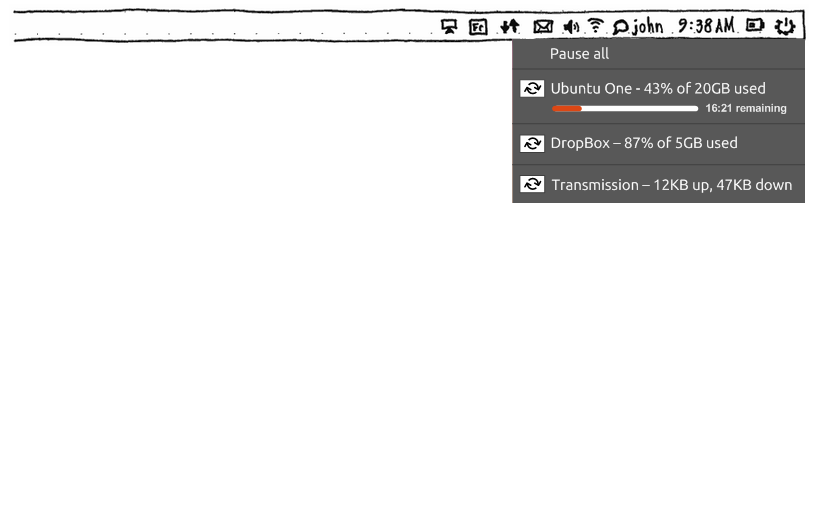 Fc john 9:38 AM
Pause all
Ubuntu One - 43% of 20GB used
16:21 remaining
DropBox – 87% of 5GB used
Transmission – 12KB up, 47KB down